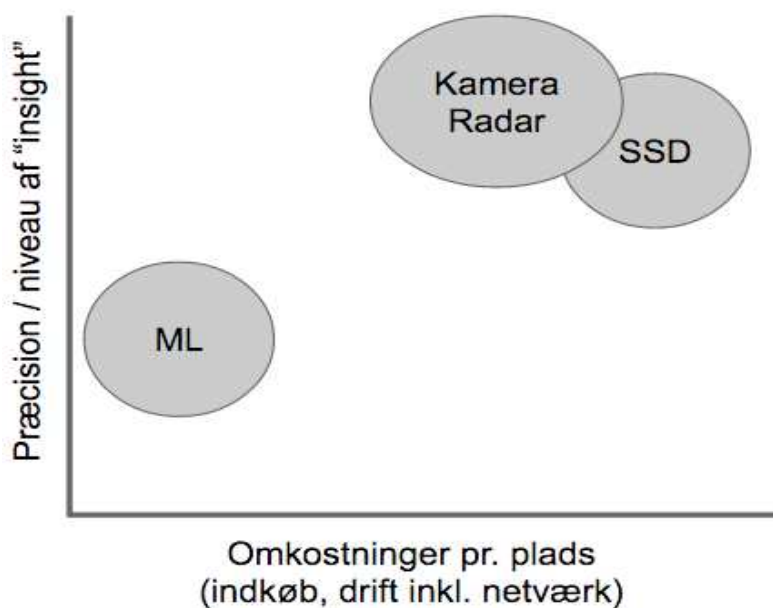 Præcision / niveau af “insight”
Kamera
Radar
SSD
ML
Omkostninger pr. plads
(indkøb, drift inkl. netværk)